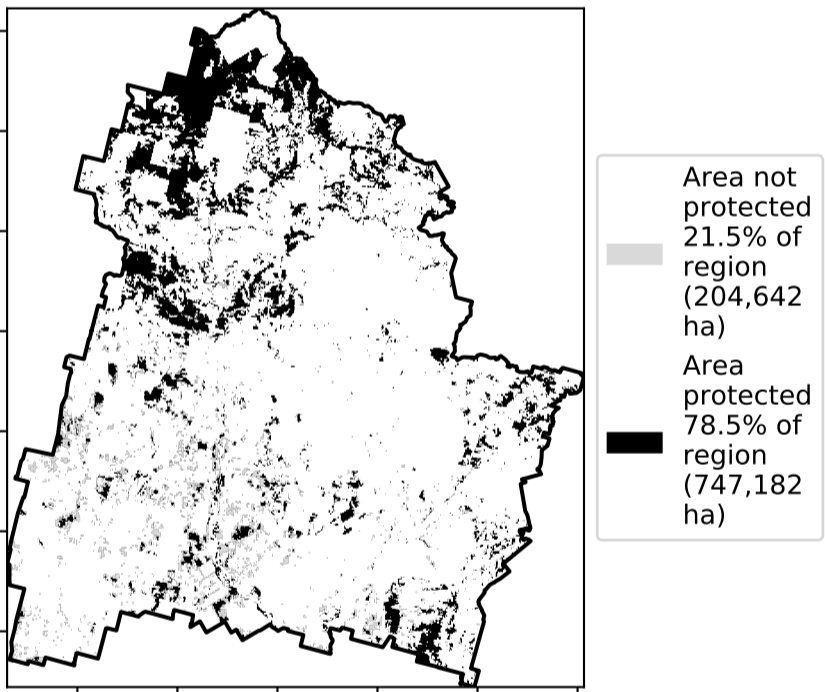 Area not
protected
21.5% of
region
(204,642
ha)
Area
protected
78.5% of
region
(747,182
ha)